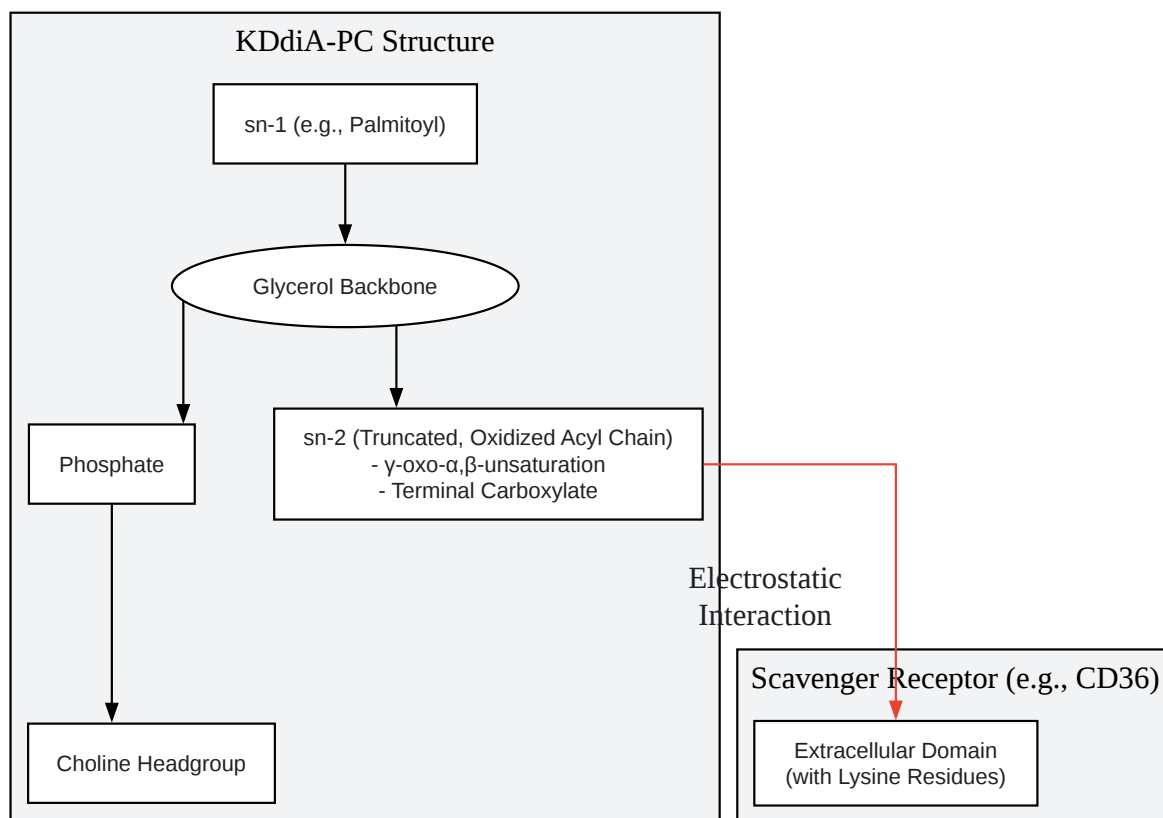 KDdiA-PC Structure
sn-1 (e.g., Palmitoyl)
Glycerol Backbone
Phosphate
sn-2 (Truncated, Oxidized Acyl Chain)
- γ-oxo-α,β-unsaturation
- Terminal Carboxylate
Electrostatic
Interaction
Choline Headgroup
Scavenger Receptor (e.g., CD36)
Extracellular Domain
(with Lysine Residues)